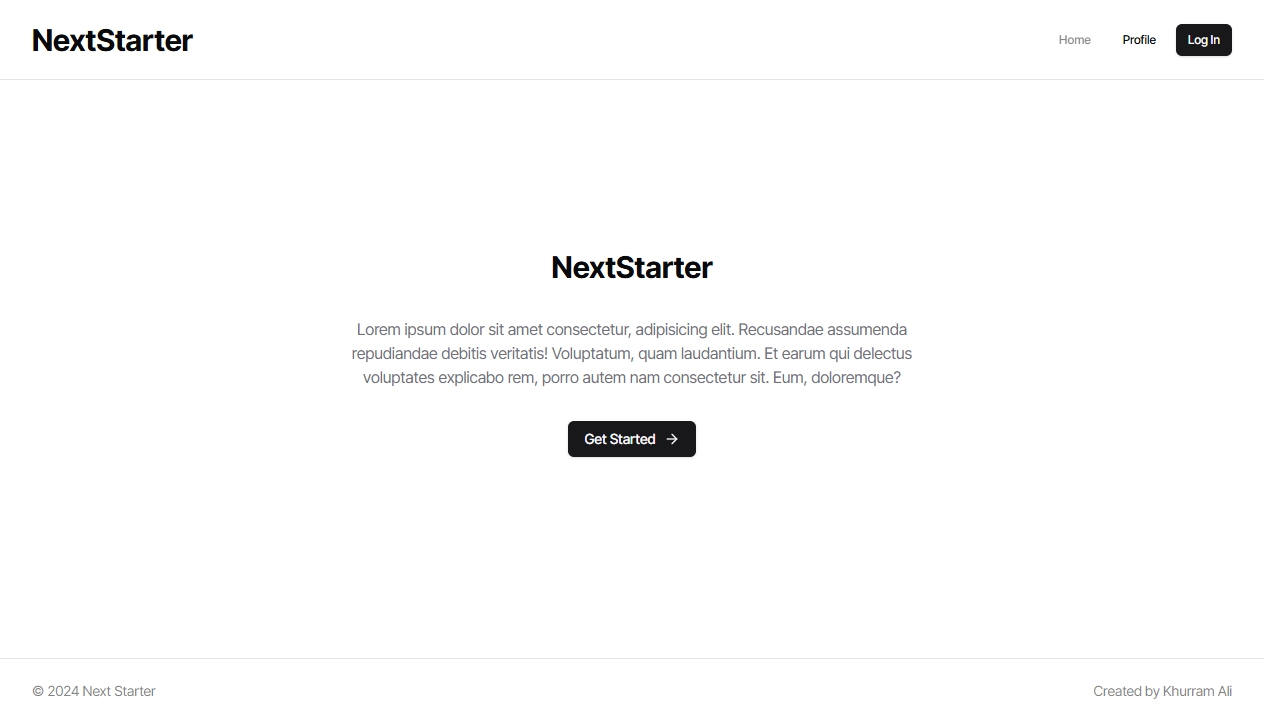 NextStarter
Home
Profile
Log In
NextStarter
Lorem ipsum dolor sit amet consectetur, adipisicing elit. Recusandae assumenda
repudiandae debitis veritatis! Voluptatum, quam laudantium. Et earum qui delectus
voluptates explicabo rem, porro autem nam consectetur sit. Eum, doloremque?
Get Started
© 2024 Next Starter
Created by Khurram Ali